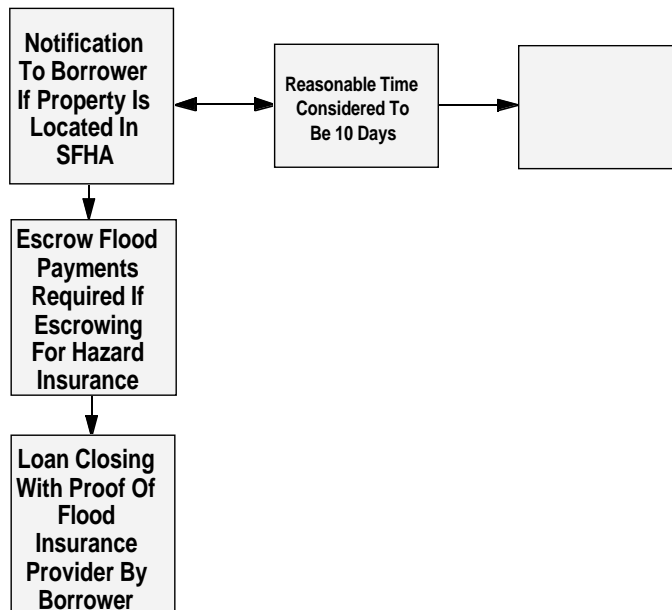 Notification
To Borrower
If Property Is
Located In
SFHA
Reasonable Time
Considered To
Be 10 Days
Escrow Flood
Payments
Required If
Escrowing
For Hazard
Insurance
Loan Closing
With Proof Of
Flood
Insurance
Provider By
Borrower